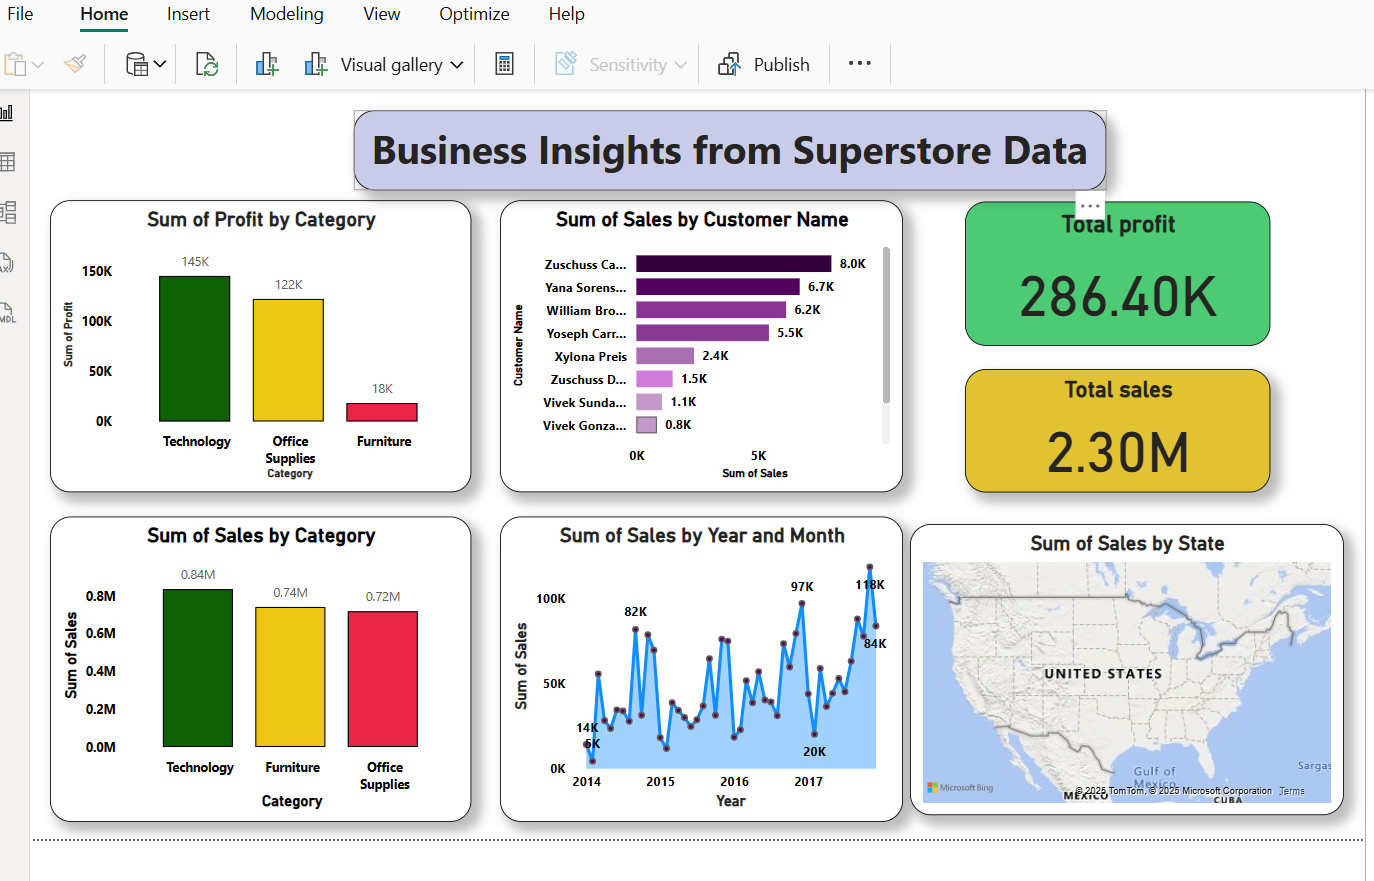 File Home Insert Modeling View Optimize Help
Visual gallery Sensitivity Publish
Business Insights from Superstore Data
Sum of Profit by Category
Sum of Profit
150K
100K
50K
0K
145K
122K
18K
Technology
Office
Supplies
Furniture
Category
Sum of Sales by Customer Name
Customer Name
Zuschuss Ca... 8.0K
Yana Sorens... 6.7K
William Bro... 6.2K
Yoseph Carr... 5.5K
Xylona Preis 2.4K
Zuschuss D... 1.5K
Vivek Sunda... 1.1K
Vivek Gonza... 0.8K
0K 5K
Sum of Sales
Total profit
286.40K
Total sales
2.30M
Sum of Sales by Category
Sum of Sales
0.8M
0.6M
0.4M
0.2M
0.0M
0.84M
0.74M
0.72M
Technology
Furniture
Office
Supplies
Category
Sum of Sales by Year and Month
Sum of Sales
100K
50K
0K
14K
5K
82K
97K
20K
118K
84K
2014 2015 2016 2017
Year
Sum of Sales by State
UNITED STATES
Gulf of
Mexico
Sargas
MEXICO
CUBA
Microsoft Bing
© 2025 TomTom, © 2025 Microsoft Corporation Terms